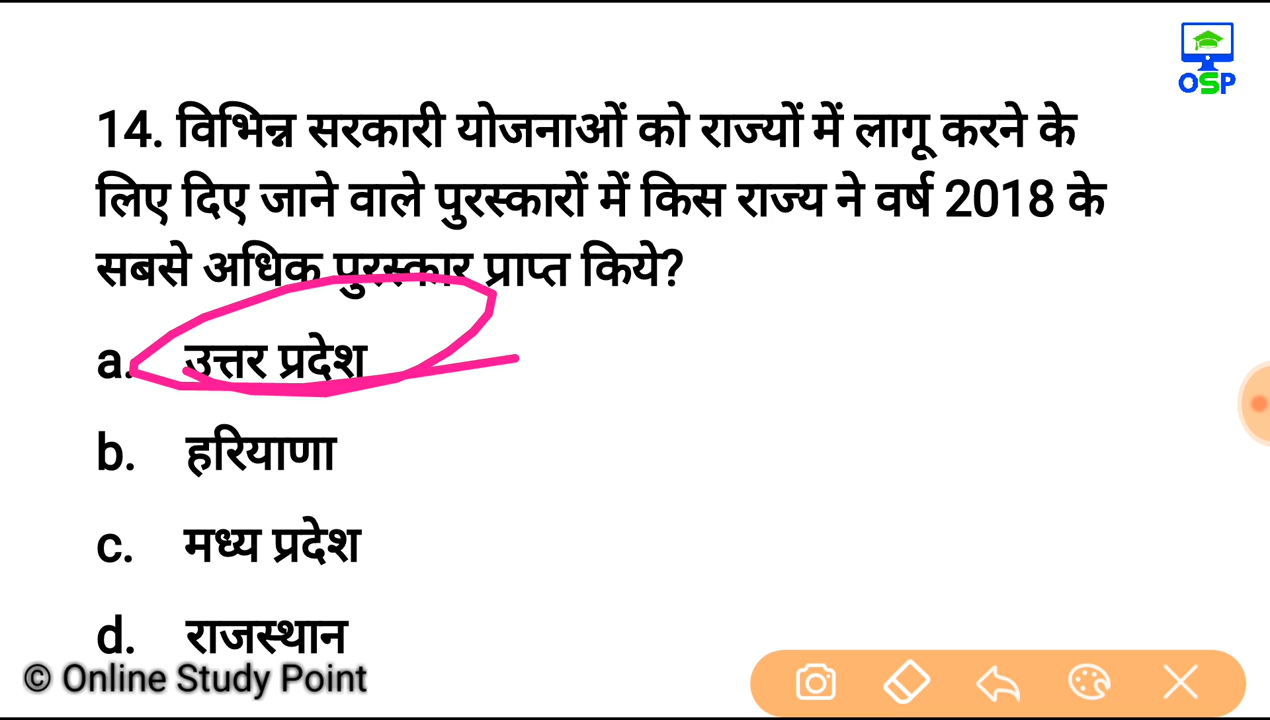 OSP
14. विभिन्न सरकारी योजनाओं को राज्यों में लागू करने के
लिए दिए जाने वाले पुरस्कारों में किस राज्य ने वर्ष 2018 के
सबसे अधिक पुरस्कार प्राप्त किये?
a. उत्तर प्रदेश
b. हरियाणा
c. मध्य प्रदेश
d. राजस्थान
© Online Study Point